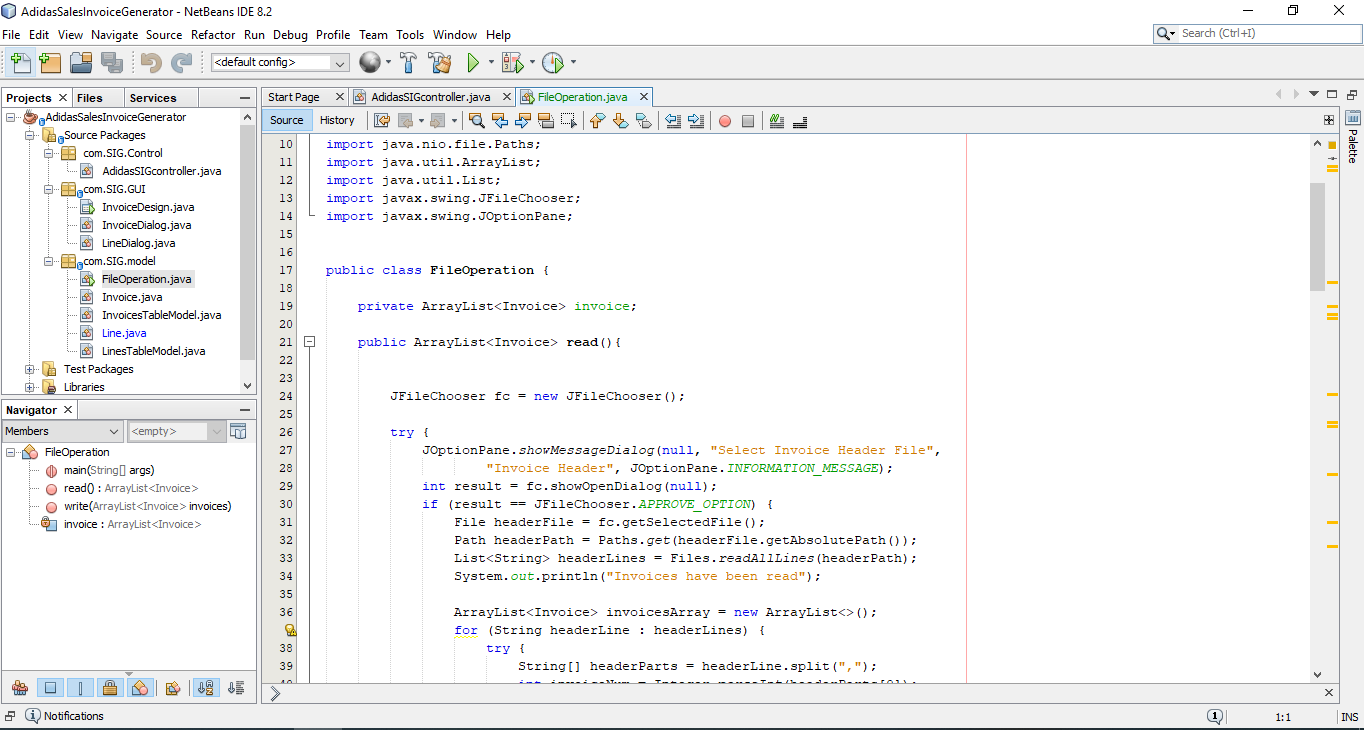 AdidasSalesInvoiceGenerator - NetBeans IDE 8.2
File Edit View Navigate Source Refactor Run Debug Profile Team Tools Window Help
Search (Ctrl+I)
<default config>
Projects Files Services
AdidasSalesInvoiceGenerator
Source Packages
com.SIG.Control
AdidasSIGcontroller.java
com.SIG.GUI
InvoiceDesign.java
InvoiceDialog.java
LineDialog.java
com.SIG.model
FileOperation.java
Invoice.java
InvoicesTableModel.java
Line.java
LinesTableModel.java
Test Packages
Libraries
Navigator
Members <empty>
FileOperation
main(String[] args)
read() : ArrayList<Invoice>
write(ArrayList<Invoice> invoices)
invoice : ArrayList<Invoice>
Start Page AdidasSIGcontroller.java FileOperation.java
Source History
10 import java.nio.file.Paths;
11 import java.util.ArrayList;
12 import java.util.List;
13 import javax.swing.JFileChooser;
14 import javax.swing.JOptionPane;
15
16
17 public class FileOperation {
18
19 private ArrayList<Invoice> invoice;
20
21 public ArrayList<Invoice> read(){
22
23
24 JFileChooser fc = new JFileChooser();
25
26 try {
27 JOptionPane.showMessageDialog(null, "Select Invoice Header File",
28 "Invoice Header", JOptionPane.INFORMATION_MESSAGE);
29 int result = fc.showOpenDialog(null);
30 if (result == JFileChooser.APPROVE_OPTION) {
31 File headerFile = fc.getSelectedFile();
32 Path headerPath = Paths.get(headerFile.getAbsolutePath());
33 List<String> headerLines = Files.readAllLines(headerPath);
34 System.out.println("Invoices have been read");
35
36 ArrayList<Invoice> invoicesArray = new ArrayList<>();
for (String headerLine : headerLines) {
38 try {
39 String[] headerParts = headerLine.split(",");
Palette
Notifications
1
1:1
INS